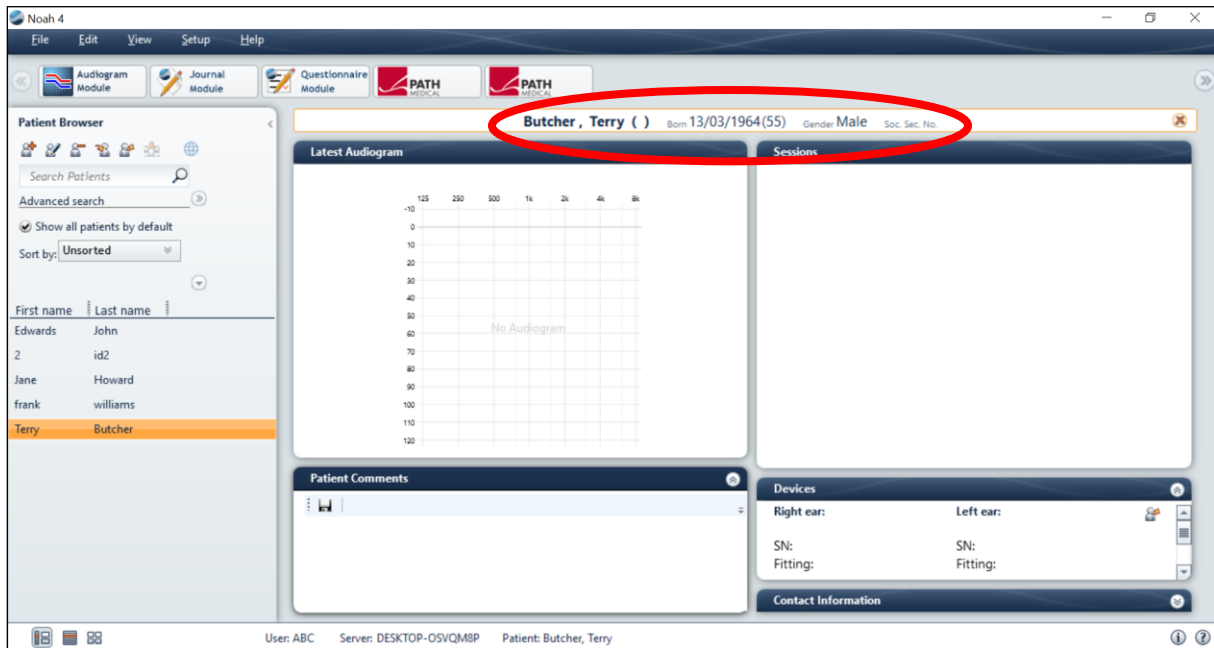 Noah 4
File Edit View Setup Help
Audiogram Module
Journal Module
Questionnaire Module
PATH MEDICAL
PATH MEDICAL
Patient Browser
Search Patients
Advanced search
Show all patients by default
Sort by: Unsorted
First name Last name
Edwards John
2 id2
Jane Howard
frank williams
Terry Butcher
Butcher , Terry ( ) Born 13/03/1964(55) Gender Male Soc. Sec. No.
Latest Audiogram
125 250 500 1k 2k 4k 8k
-10
0
10
20
30
40
50
60
70
80
90
100
110
120
No Audiogram
Sessions
Patient Comments
Devices
Right ear: Left ear:
SN: SN:
Fitting: Fitting:
Contact Information
User: ABC Server: DESKTOP-OSVQM8P Patient: Butcher, Terry